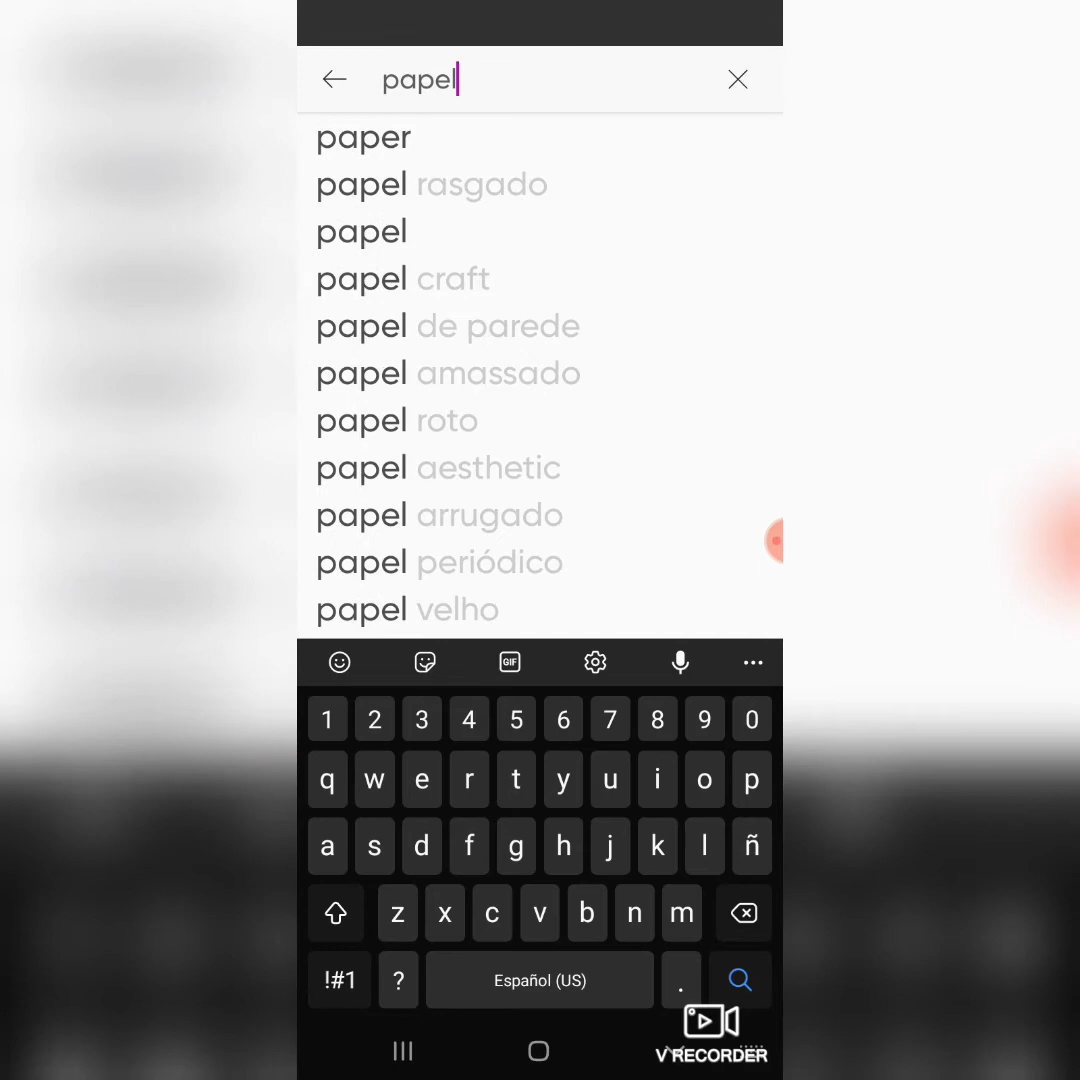 papel
paper
papel rasgado
papel
papel craft
papel de parede
papel amassado
papel roto
papel aesthetic
papel arrugado
papel periódico
papel velho
GIF
1 2 3 4 5 6 7 8 9 0
q w e r t y u i o p
a s d f g h j k l ñ
z x c v b n m
!#1 ? Español (US) .
V RECORDER